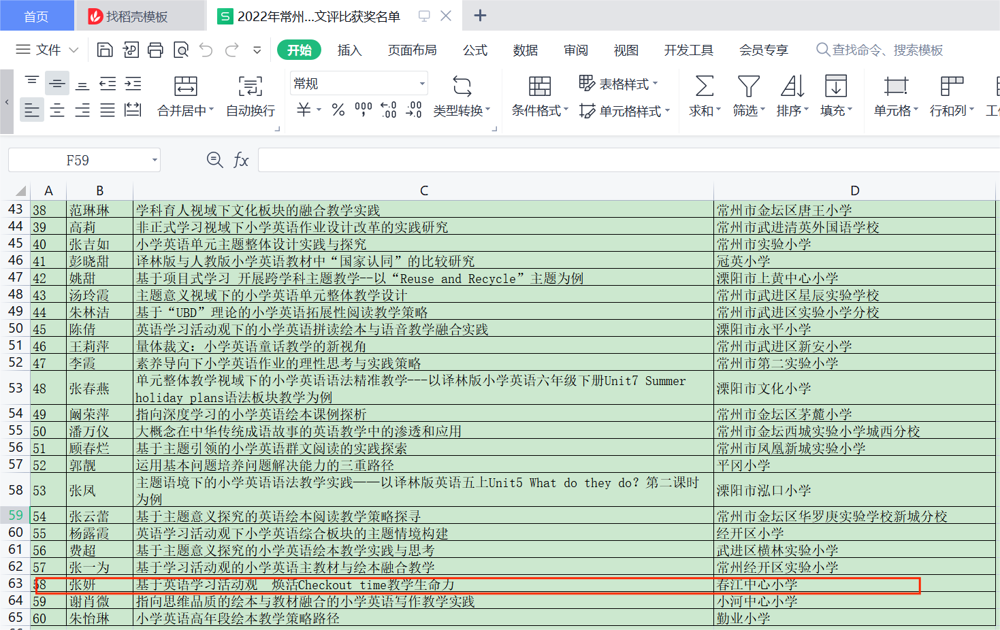 首页 找稻壳模板 S 2022年常州...文评比获奖名单
文件 开始 插入 页面布局 公式 数据 审阅 视图 开发工具 会员专享 查找命令、搜索模板
常规 表格样式
合并居中 自动换行 ¥ % 000 类型转换 条件格式 单元格样式 求和 筛选 排序 填充 单元格 行和列
F59 fx
A B C D
43 38 范琳琳 学科育人视域下文化板块的融合教学实践 常州市金坛区唐王小学
44 39 高莉 非正式学习视域下小学英语作业设计改革的实践研究 常州市武进清英外国语学校
45 40 张吉如 小学英语单元主题整体设计实践与探究 常州市实验小学
46 41 彭晓甜 译林版与人教版小学英语教材中“国家认同”的比较研究 冠英小学
47 42 姚甜 基于项目式学习 开展跨学科主题教学--以“Reuse and Recycle”主题为例 溧阳市上黄中心小学
48 43 汤玲霞 主题意义视域下的小学英语单元整体教学设计 常州市武进区星辰实验学校
49 44 朱林洁 基于“UBD”理论的小学英语拓展性阅读教学策略 常州市武进区实验小学分校
50 45 陈倩 英语学习活动观下的小学英语拼读绘本与语音教学融合实践 溧阳市永平小学
51 46 王莉萍 量体裁文：小学英语童话教学的新视角 常州市武进区新安小学
52 47 李霞 素养导向下小学英语作业的理性思考与实践策略 常州市第二实验小学
53 48 张春燕 单元整体教学视域下的小学英语语法精准教学---以译林版小学英语六年级下册Unit7 Summer
holiday plans语法板块教学为例 溧阳市文化小学
54 49 阚荣萍 指向深度学习的小学英语绘本课例探析 常州市金坛区茅麓小学
55 50 潘万仪 大概念在中华传统成语故事的英语教学中的渗透和应用 常州市金坛西城实验小学城西分校
56 51 顾春烂 基于主题引领的小学英语群文阅读的实践探索 常州市凤凰新城实验小学
57 52 郭靓 运用基本问题培养问题解决能力的三重路径 平冈小学
58 53 张凤 主题语境下的小学英语语法教学实践——以译林版英语五上Unit5 What do they do？第二课时
为例 溧阳市泓口小学
59 54 张云蕾 基于主题意义探究的英语绘本阅读教学策略探寻 常州市金坛区华罗庚实验学校新城分校
60 55 杨露霞 英语学习活动观下小学英语综合板块的主题情境构建 经开区小学
61 56 费超 基于主题意义探究的小学英语绘本教学实践与思考 武进区横林实验小学
62 57 张一为 基于学习活动观的小学英语主教材与绘本融合教学 常州经开区实验小学
63 58 张妍 基于英语学习活动观 焕活Checkout time教学生命力 春江中心小学
64 59 谢肖微 指向思维品质的绘本与教材融合的小学英语写作教学实践 小河中心小学
65 60 朱怡琳 小学英语高年段绘本教学策略路径 勤业小学